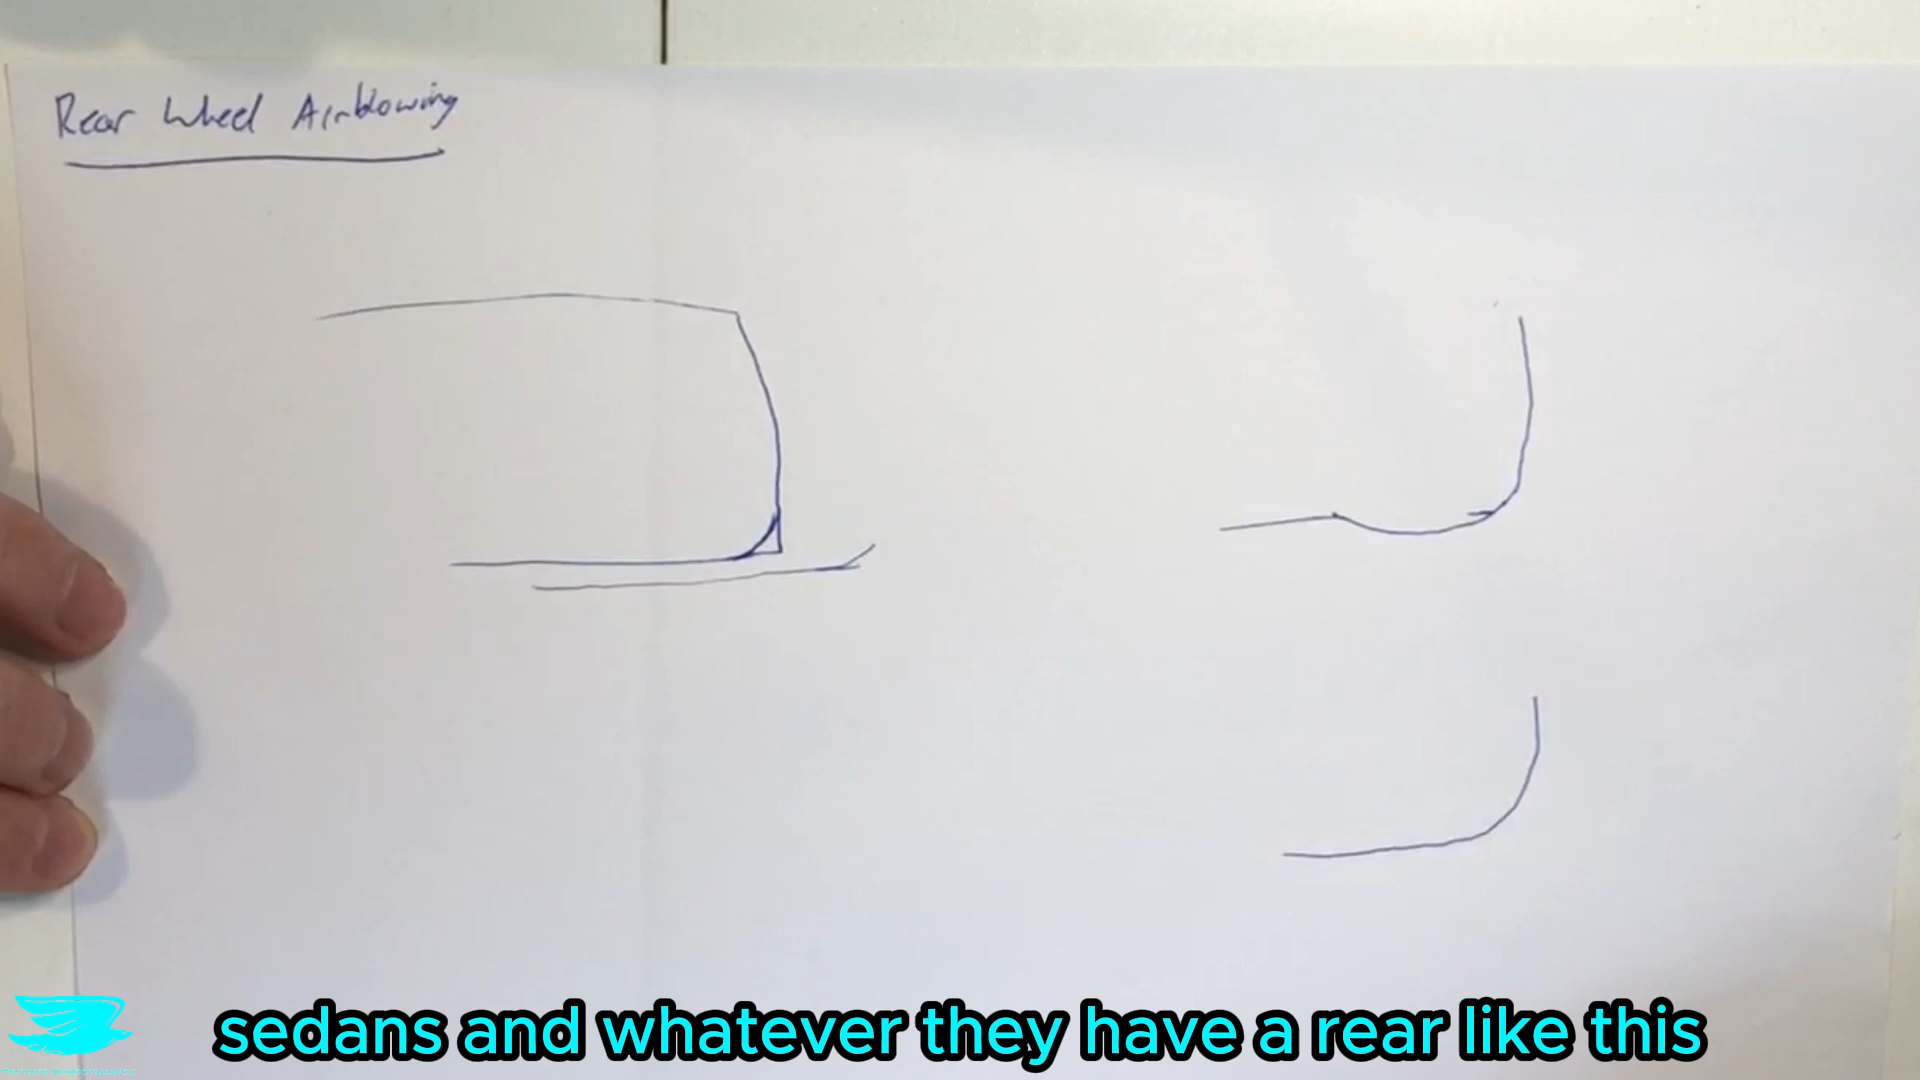 Rear Wheel Airblowing
sedans and whatever they have a rear like this